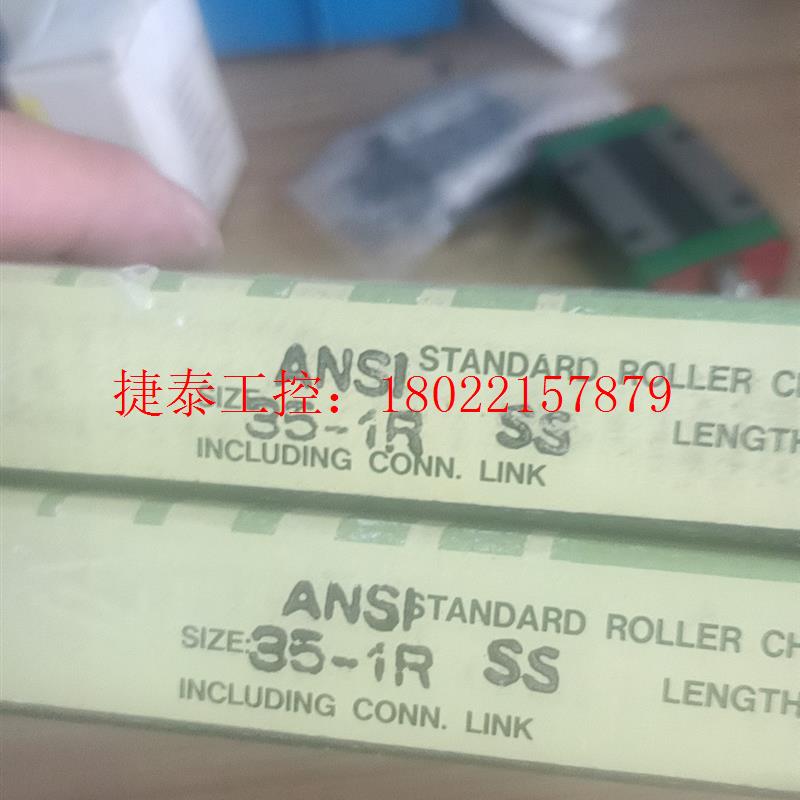 ANSI STANDARD ROLLER CH
捷泰工控：18022157879
SIZE: 35-1R SS LENGTH
INCLUDING CONN. LINK
ANSI STANDARD ROLLER CH
SIZE: 35-1R SS LENGTH
INCLUDING CONN. LINK